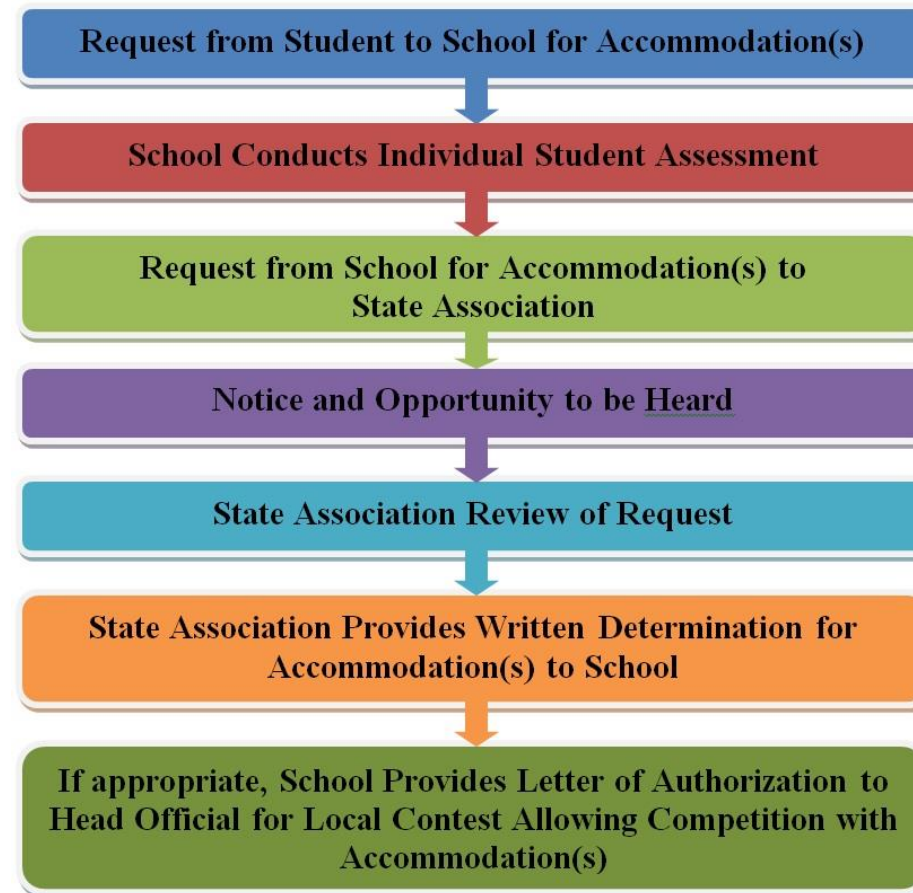 Request from Student to School for Accommodation(s)
School Conducts Individual Student Assessment
Request from School for Accommodation(s) to
State Association
Notice and Opportunity to be Heard
State Association Review of Request
State Association Provides Written Determination for
Accommodation(s) to School
If appropriate, School Provides Letter of Authorization to
Head Official for Local Contest Allowing Competition with
Accommodation(s)